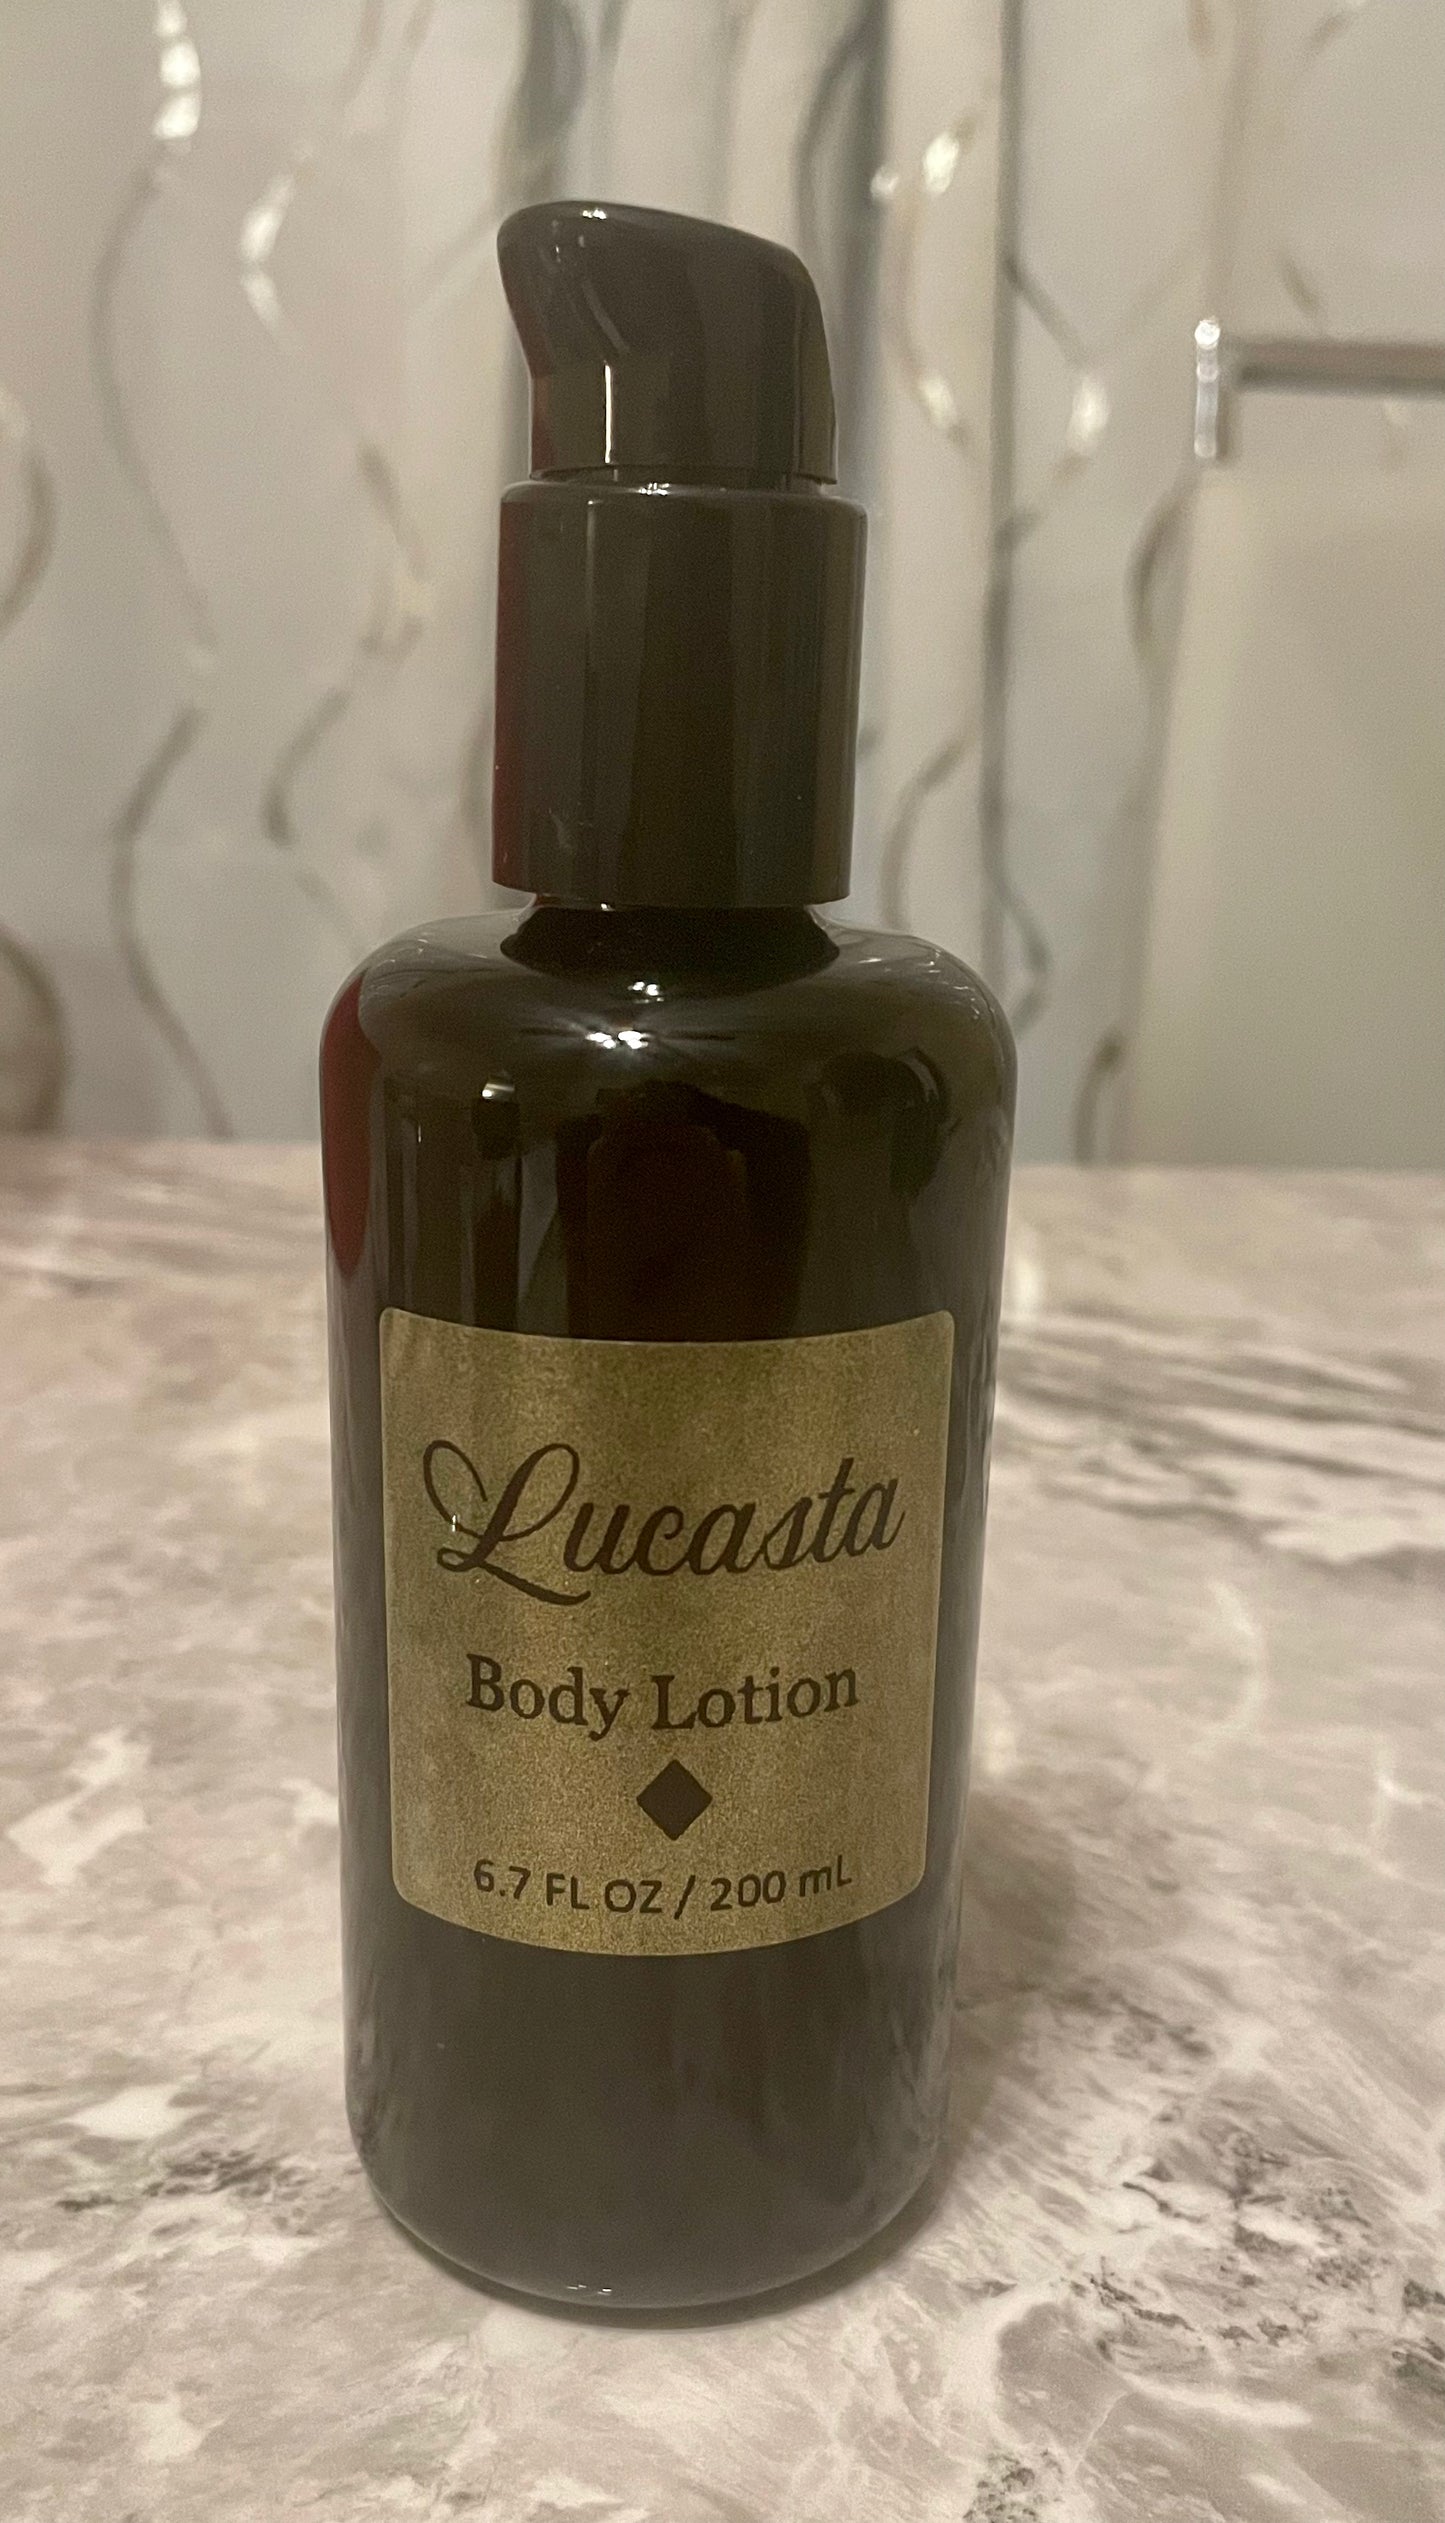 Lucasta
Body Lotion
6.7 FL OZ / 200 mL